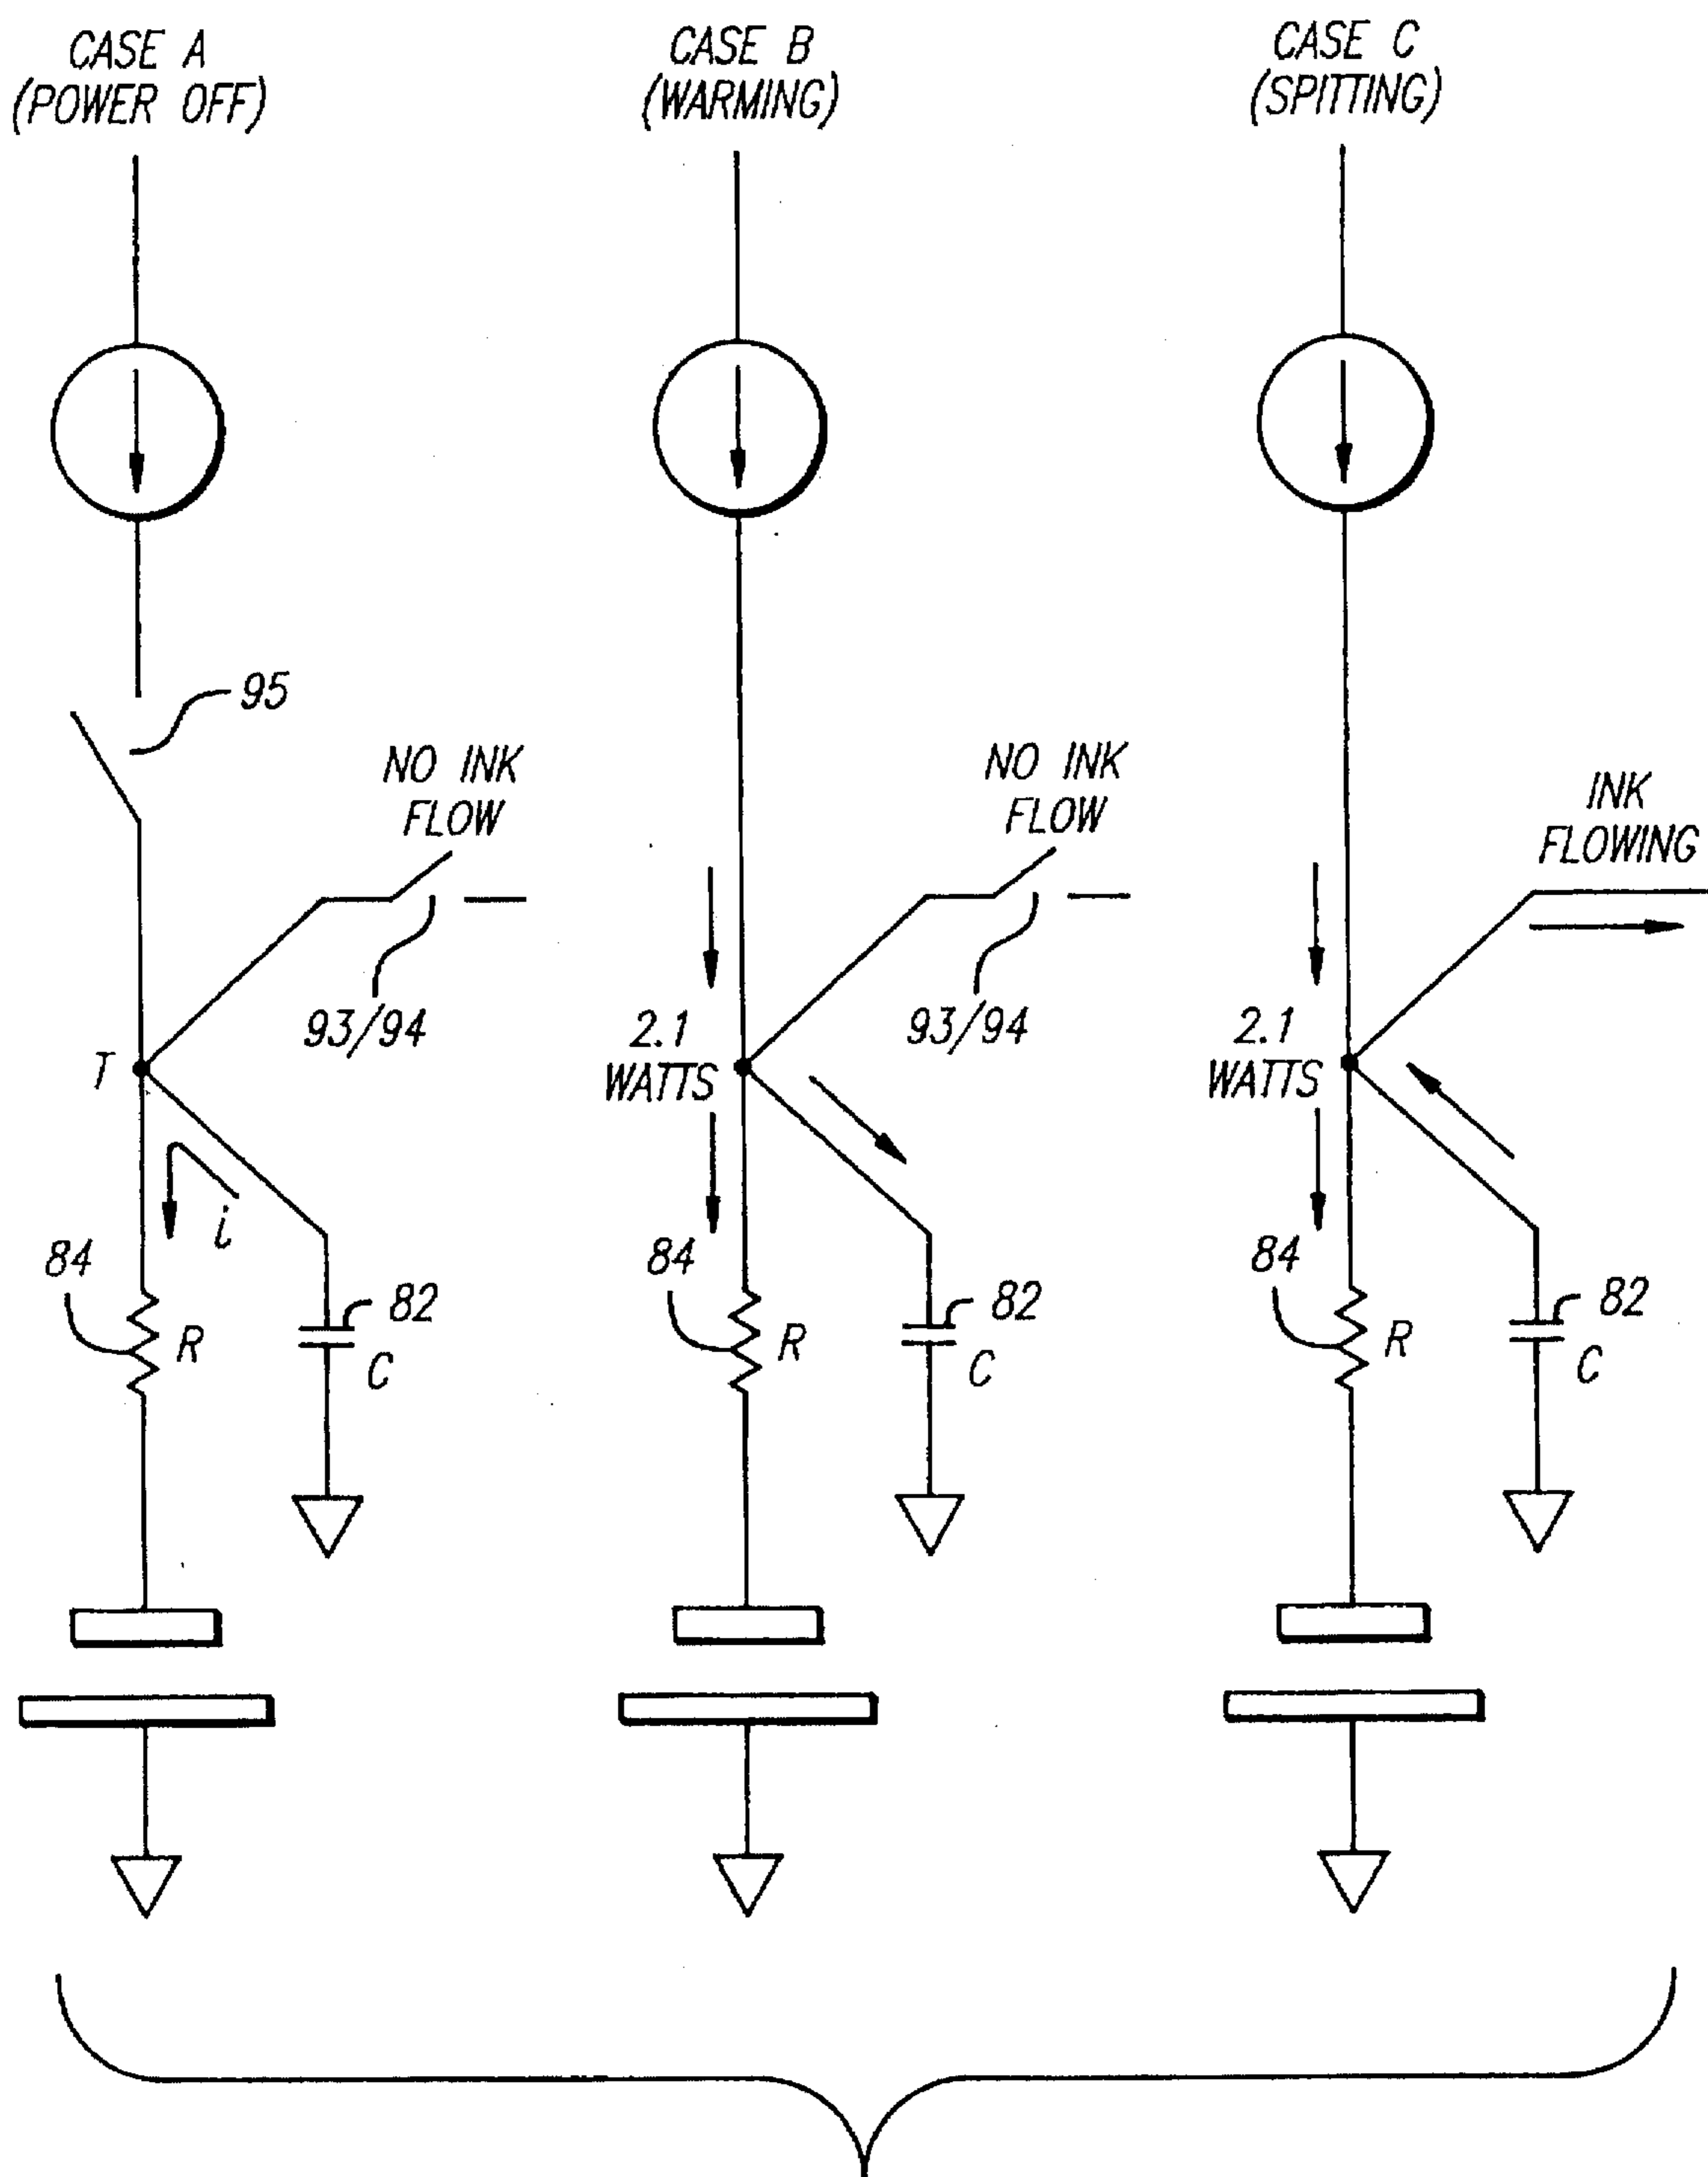 CASE A
(POWER OFF)
CASE B
(WARMING)
CASE C
(SPITTING)
95
NO INK
FLOW
93/94
T
i
84
R
82
C
NO INK
FLOW
93/94
2.1
WATTS
84
R
82
C
INK
FLOWING
2.1
WATTS
84
R
82
C